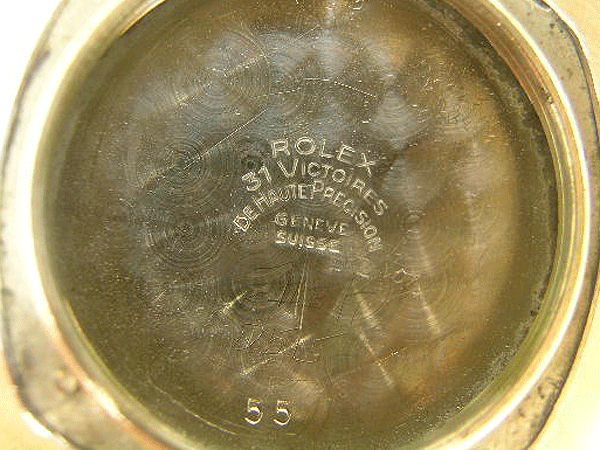 ROLEX
31 VICTOIRES
DE HAUTE PRECISION
GENEVE
SUISSE
55